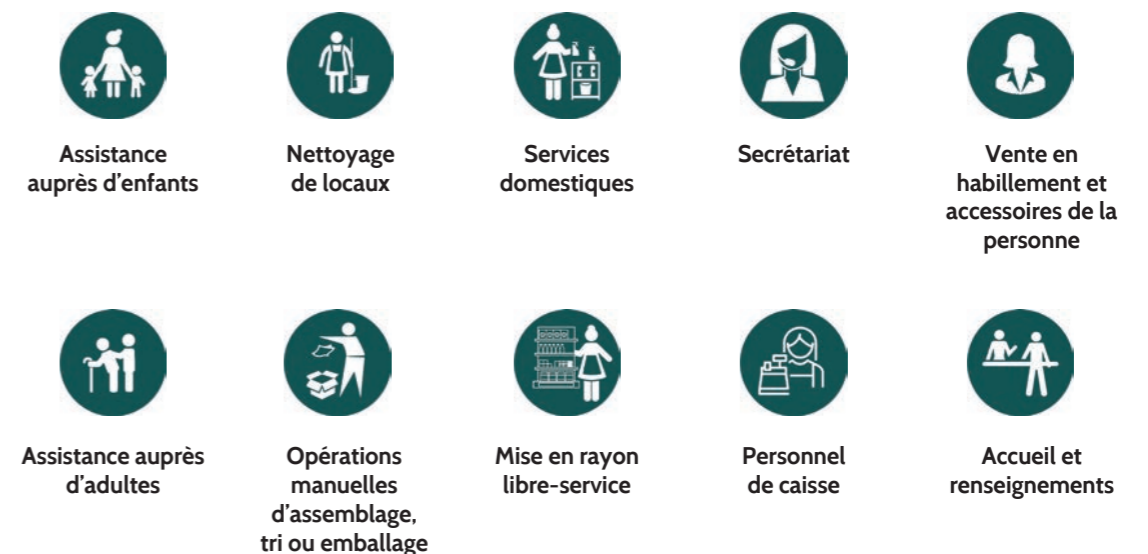 Assistance
auprès d'enfants
Nettoyage
de locaux
Services
domestiques
Secrétariat
Vente en
habillement et
accessoires de la
personne
Assistance auprès
d'adultes
Opérations
manuelles
d'assemblage,
tri ou emballage
Mise en rayon
libre-service
Personnel
de caisse
Accueil et
renseignements